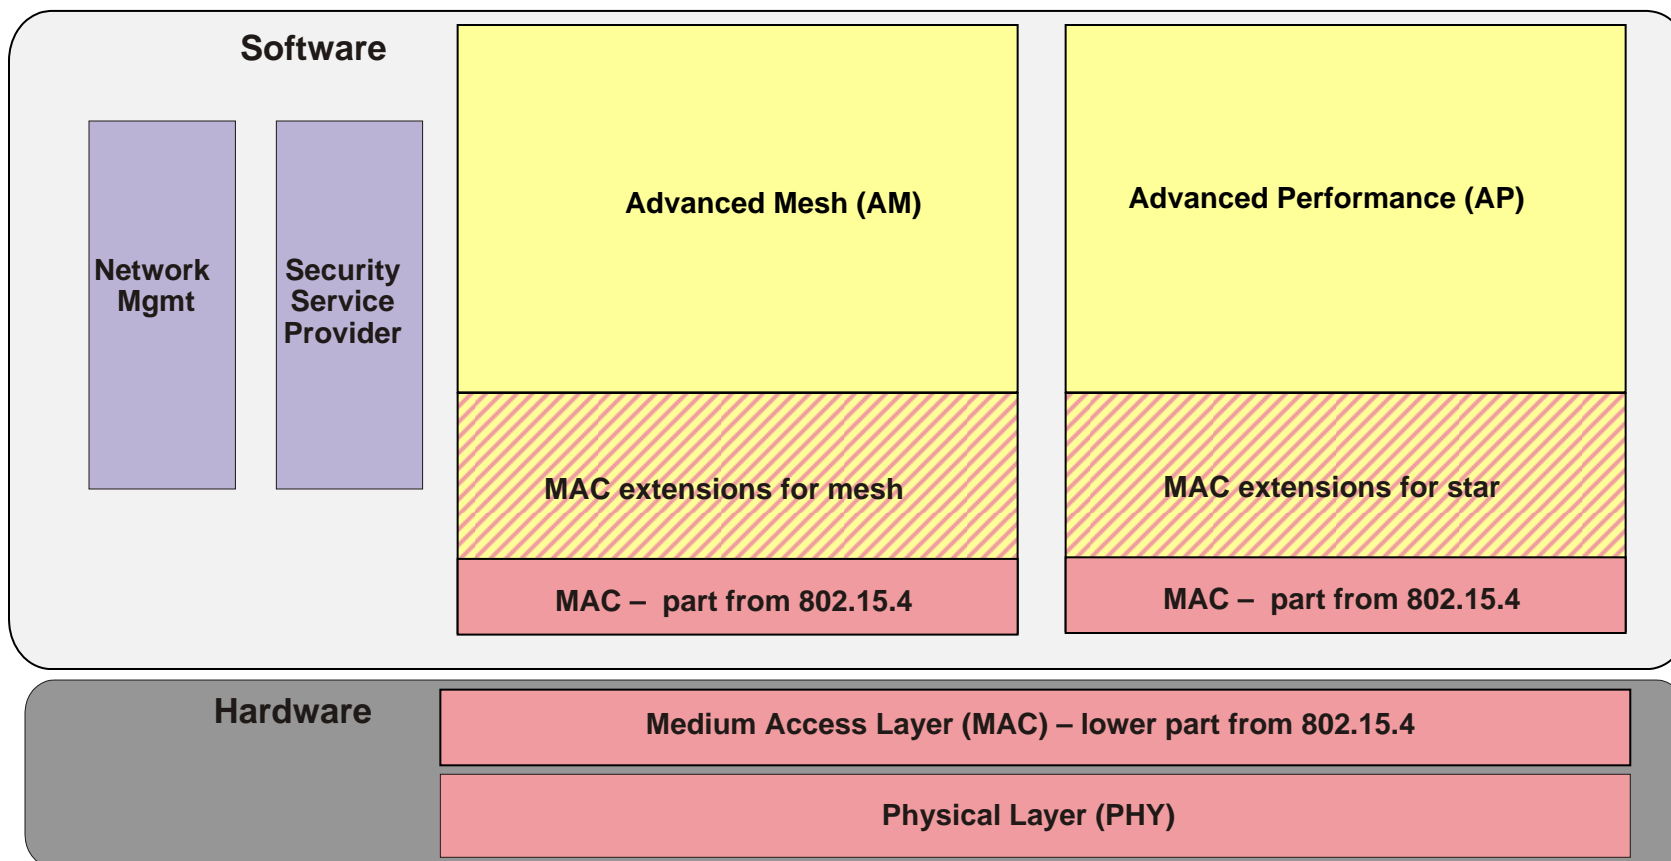 Software
Network
Mgmt
Security
Service
Provider
Advanced Mesh (AM)
Advanced Performance (AP)
MAC extensions for mesh
MAC extensions for star
MAC – part from 802.15.4
MAC – part from 802.15.4
Hardware
Medium Access Layer (MAC) – lower part from 802.15.4
Physical Layer (PHY)